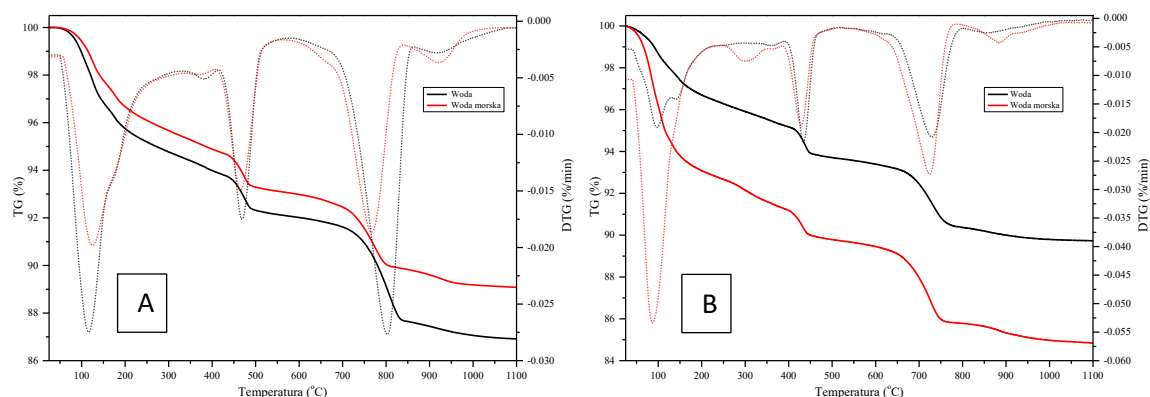 100
98
96
94
92
90
88
86
TG (%)
100 200 300 400 500 600 700 800 900 1000 1100
Temperatura (°C)
0.000
-0.005
-0.010
-0.015
-0.020
-0.025
-0.030
DTG (%/min)
Woda
Woda morska
A
100
98
96
94
92
90
88
86
84
TG (%)
100 200 300 400 500 600 700 800 900 1000 1100
Temperatura (°C)
0.000
-0.005
-0.010
-0.015
-0.020
-0.025
-0.030
-0.035
-0.040
-0.045
-0.050
-0.055
-0.060
DTG (%/min)
Woda
Woda morska
B